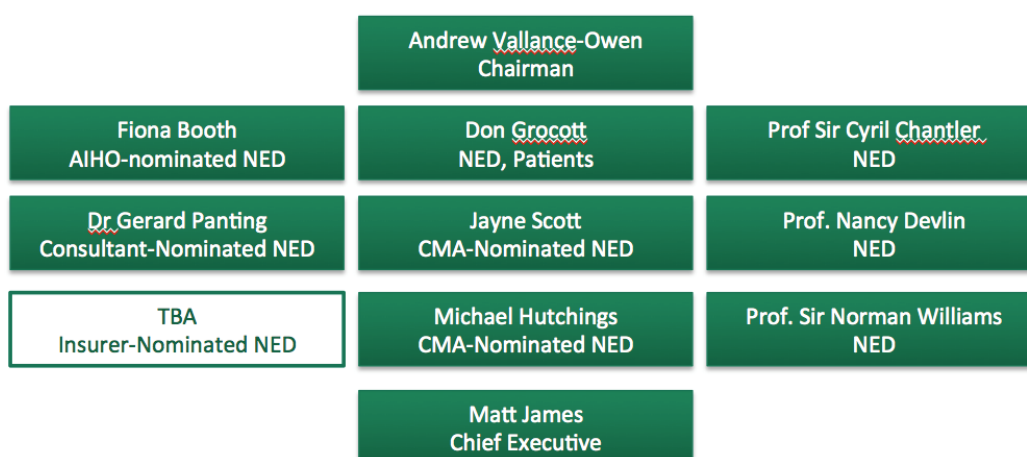 Andrew Vallance-Owen
Chairman
Fiona Booth
AIHO-nominated NED
Don Grocott
NED, Patients
Prof Sir Cyril Chantler
NED
Dr Gerard Panting
Consultant-Nominated NED
Jayne Scott
CMA-Nominated NED
Prof. Nancy Devlin
NED
TBA
Insurer-Nominated NED
Michael Hutchings
CMA-Nominated NED
Prof. Sir Norman Williams
NED
Matt James
Chief Executive